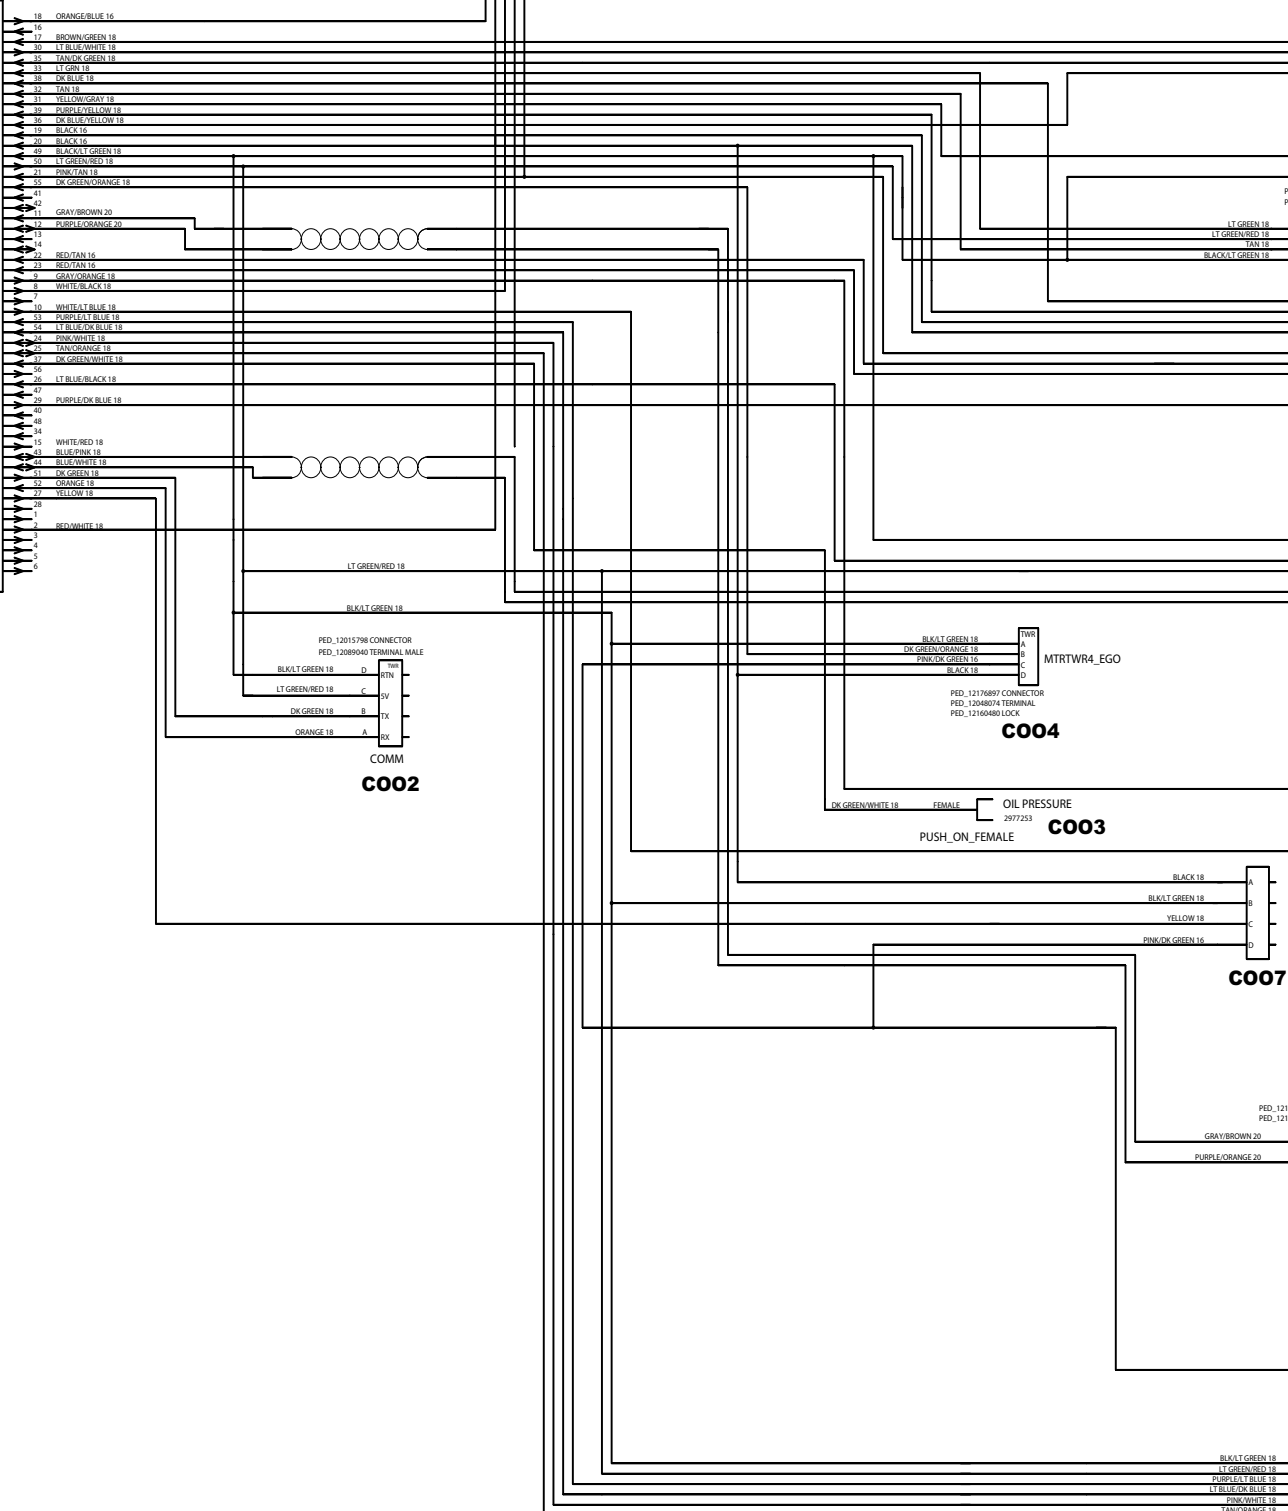 18 ORANGE/BLUE 16
16
17 BROWN/GREEN 18
30 LT BLUE/WHITE 18
35 TAN/DK GREEN 18
33 LT GRN 18
38 DK BLUE 18
32 TAN 18
31 YELLOW/GRAY 18
39 PURPLE/YELLOW 18
36 DK BLUE/YELLOW 18
19 BLACK 16
20 BLACK 16
49 BLACK/LT GREEN 18
50 LT GREEN/RED 18
21 PINK/TAN 18
55 DK GREEN/ORANGE 18
41
42
11 GRAY/BROWN 20
12 PURPLE/ORANGE 20
13
14
22 RED/TAN 16
23 RED/TAN 16
9 GRAY/ORANGE 18
8 WHITE/BLACK 18
7
10 WHITE/LT BLUE 18
53 PURPLE/LT BLUE 18
54 LT BLUE/DK BLUE 18
24 PINK/WHITE 18
25 TAN/ORANGE 18
37 DK GREEN/WHITE 18
56
26 LT BLUE/BLACK 18
47
29 PURPLE/DK BLUE 18
40
48
34
15 WHITE/RED 18
43 BLUE/PINK 18
44 BLUE/WHITE 18
51 DK GREEN 18
52 ORANGE 18
27 YELLOW 18
28
1
2 RED/WHITE 18
3
4
5
6
P
P
LT GREEN 18
LT GREEN/RED 18
TAN 18
BLACK/LT GREEN 18
LT GREEN/RED 18
BLK/LT GREEN 18
PED_12015798 CONNECTOR
PED_12089040 TERMINAL MALE
TWR
BLK/LT GREEN 18 D RTN
LT GREEN/RED 18 C 5V
DK GREEN 18 B TX
ORANGE 18 A RX
COMM
C002
TWR
BLK/LT GREEN 18 A
DK GREEN/ORANGE 18 B
PINK/DK GREEN 16 C
BLACK 18 D
MTRTWR4_EGO
PED_12176897 CONNECTOR
PED_12048074 TERMINAL
PED_12160480 LOCK
C004
DK GREEN/WHITE 18 FEMALE
OIL PRESSURE
2977253
C003
PUSH_ON_FEMALE
BLACK 18 A
BLK/LT GREEN 18 B
YELLOW 18 C
PINK/DK GREEN 16 D
C007
PED_121
PED_121
GRAY/BROWN 20
PURPLE/ORANGE 20
BLK/LT GREEN 18
LT GREEN/RED 18
PURPLE/LT BLUE 18
LT BLUE/DK BLUE 18
PINK/WHITE 18
TAN/ORANGE 18